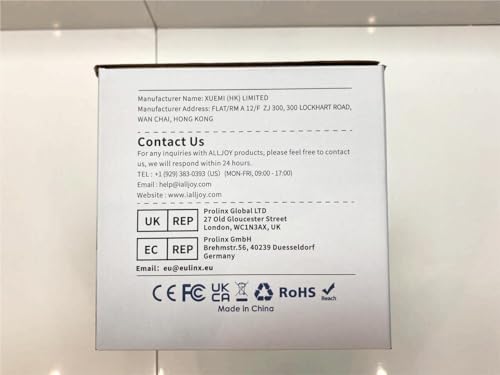 Manufacturer Name: XUEMI (HK) LIMITED
Manufacturer Address: FLAT/RM A 12/F ZJ 300, 300 LOCKHART ROAD,
WAN CHAI, HONG KONG
Contact Us
For any inquiries with ALLJOY products, please feel free to contact
us, we will respond within 24 hours.
TEL : +1 (929) 383-0393 (US) (MON-FRI, 09:00 - 17:00)
Email : help@ialljoy.com
Website : www.ialljoy.com
UK REP
Prolinx Global LTD
27 Old Gloucester Street
London, WC1N3AX, UK
EC REP
Prolinx GmbH
Brehmstr.56, 40239 Duesseldorf
Germany
Email: eu@eulinx.eu
CE FC UK CA RoHS Reach
Made in China